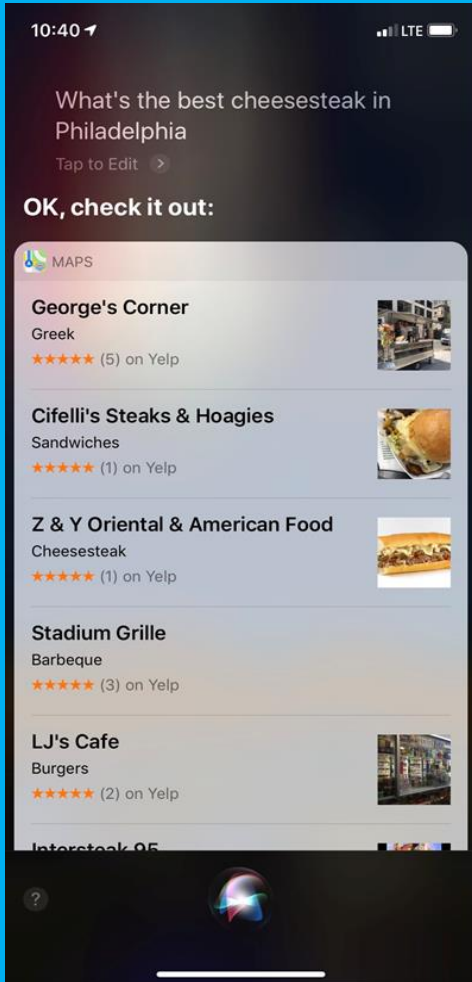 10:40
LTE
What's the best cheesesteak in
Philadelphia
Tap to Edit
OK, check it out:
MAPS
George's Corner
Greek
★★★★★ (5) on Yelp
Cifelli's Steaks & Hoagies
Sandwiches
★★★★★ (1) on Yelp
Z & Y Oriental & American Food
Cheesesteak
★★★★★ (1) on Yelp
Stadium Grille
Barbeque
★★★★★ (3) on Yelp
LJ's Cafe
Burgers
★★★★★ (2) on Yelp
Intersteak 95
?